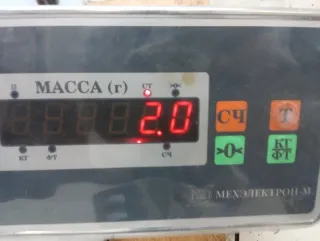 МАССА (г)
СТ
2.0
СЧ
Т
КГ
ФТ
СЧ
>0<
КГ
ФТ
МЕХЭЛЕКТРОН-М